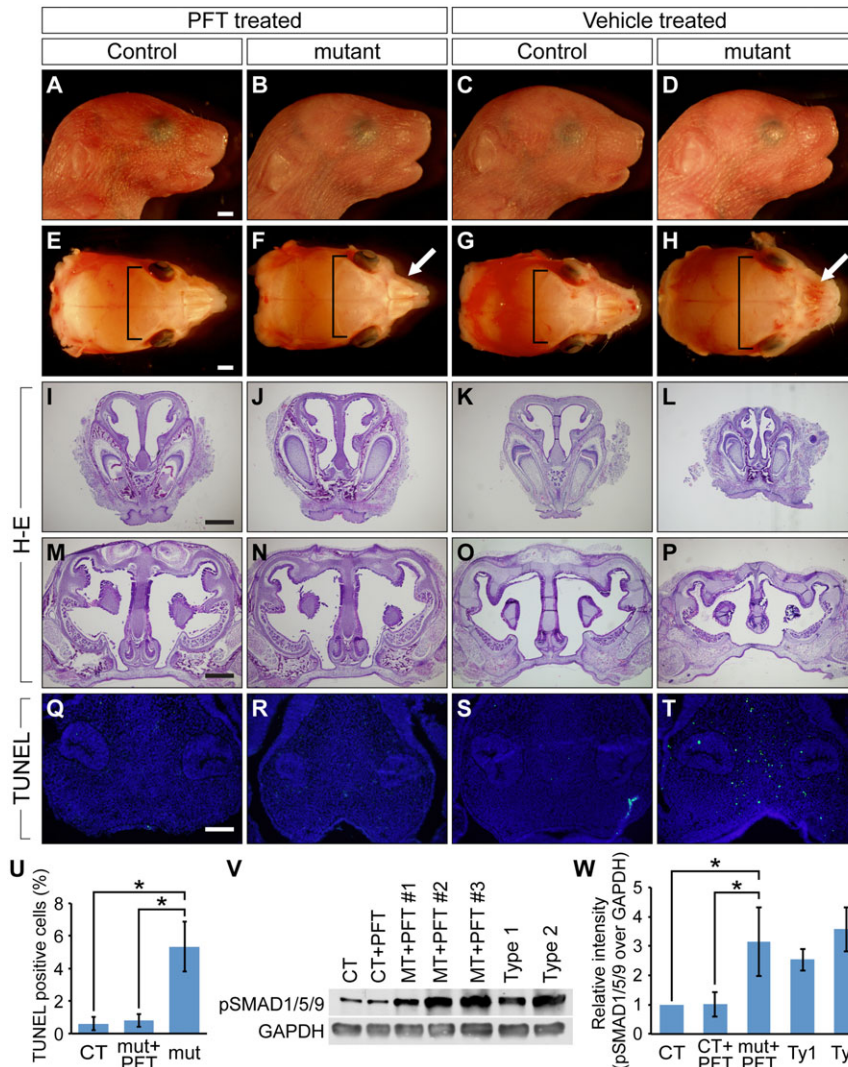 PFT treated
Vehicle treated
Control
mutant
Control
mutant
A
B
C
D
E
F
G
H
H-E
I
J
K
L
M
N
O
P
TUNEL
Q
R
S
T
U
TUNEL positive cells (%)
8
6
4
2
0
*
*
CT
mut+
PFT
mut
V
CT
CT+PFT
MT+PFT #1
MT+PFT #2
MT+PFT #3
Type 1
Type 2
pSMAD1/5/9
GAPDH
W
Relative intensity
(pSMAD1/5/9 over GAPDH)
5
4
3
2
1
0
*
*
CT
CT+
PFT
mut+
PFT
Ty1
Ty